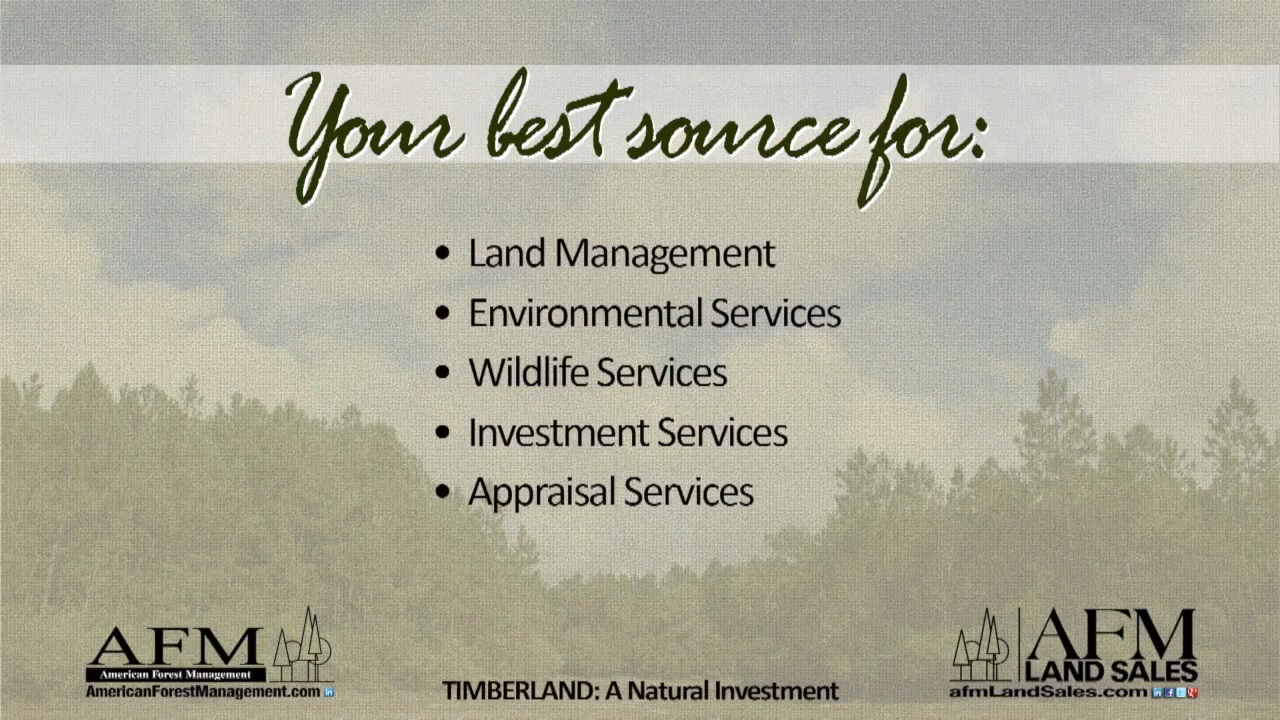 Your best source for:
• Land Management
• Environmental Services
• Wildlife Services
• Investment Services
• Appraisal Services
AFM
American Forest Management
AmericanForestManagement.com in
TIMBERLAND: A Natural Investment
AFM
LAND SALES
afmLandSales.com